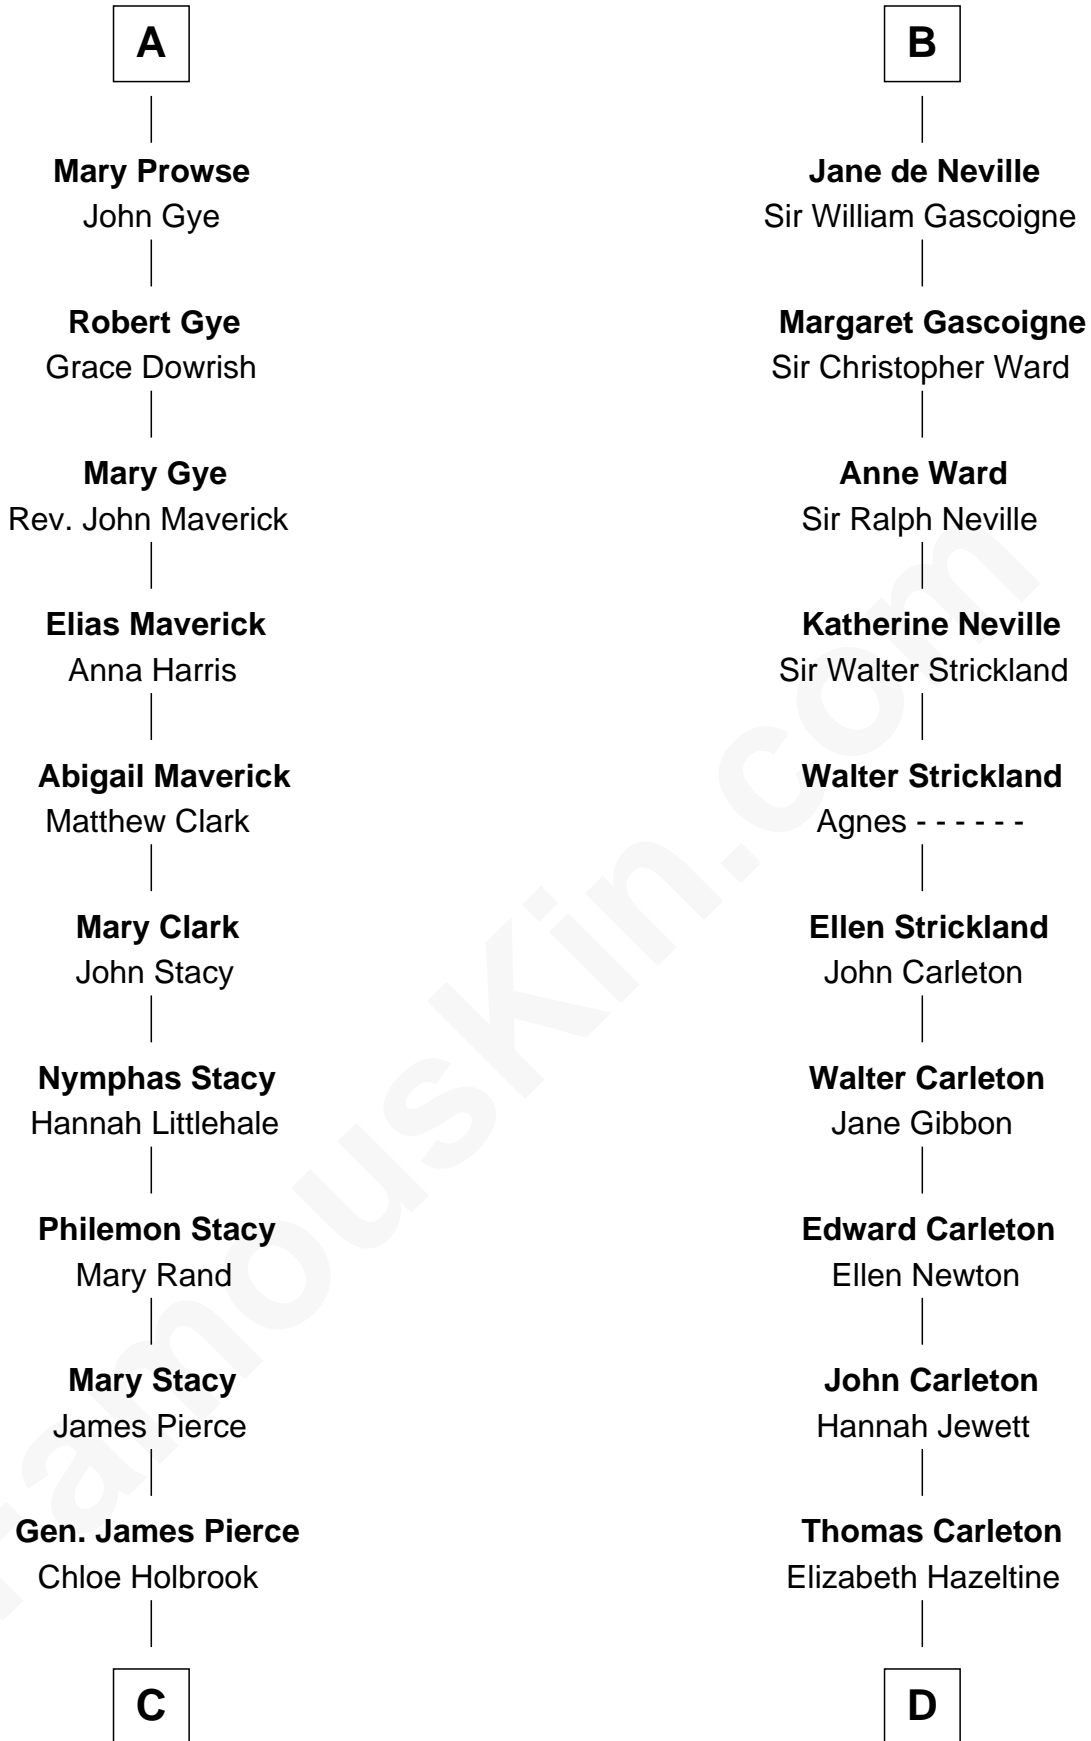 A
Mary Prowse
John Gye
Robert Gye
Grace Dowrish
Mary Gye
Rev. John Maverick
Elias Maverick
Anna Harris
Abigail Maverick
Matthew Clark
Mary Clark
John Stacy
Nymphas Stacy
Hannah Littlehale
Philemon Stacy
Mary Rand
Mary Stacy
James Pierce
Gen. James Pierce
Chloe Holbrook
C
B
Jane de Neville
Sir William Gascoigne
Margaret Gascoigne
Sir Christopher Ward
Anne Ward
Sir Ralph Neville
Katherine Neville
Sir Walter Strickland
Walter Strickland
Agnes - - - - - -
Ellen Strickland
John Carleton
Walter Carleton
Jane Gibbon
Edward Carleton
Ellen Newton
John Carleton
Hannah Jewett
Thomas Carleton
Elizabeth Hazeltine
D
FamousKin.com